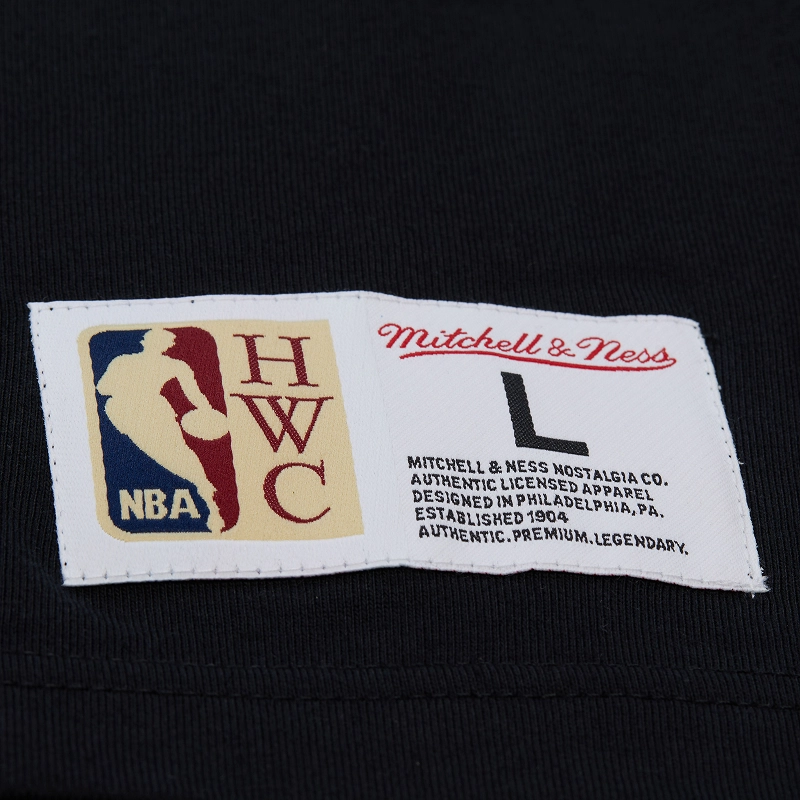 NBA
H
W
C
Mitchell & Ness
L
MITCHELL & NESS NOSTALGIA CO.
AUTHENTIC LICENSED APPAREL
DESIGNED IN PHILADELPHIA, PA.
ESTABLISHED 1904
AUTHENTIC.PREMIUM.LEGENDARY.